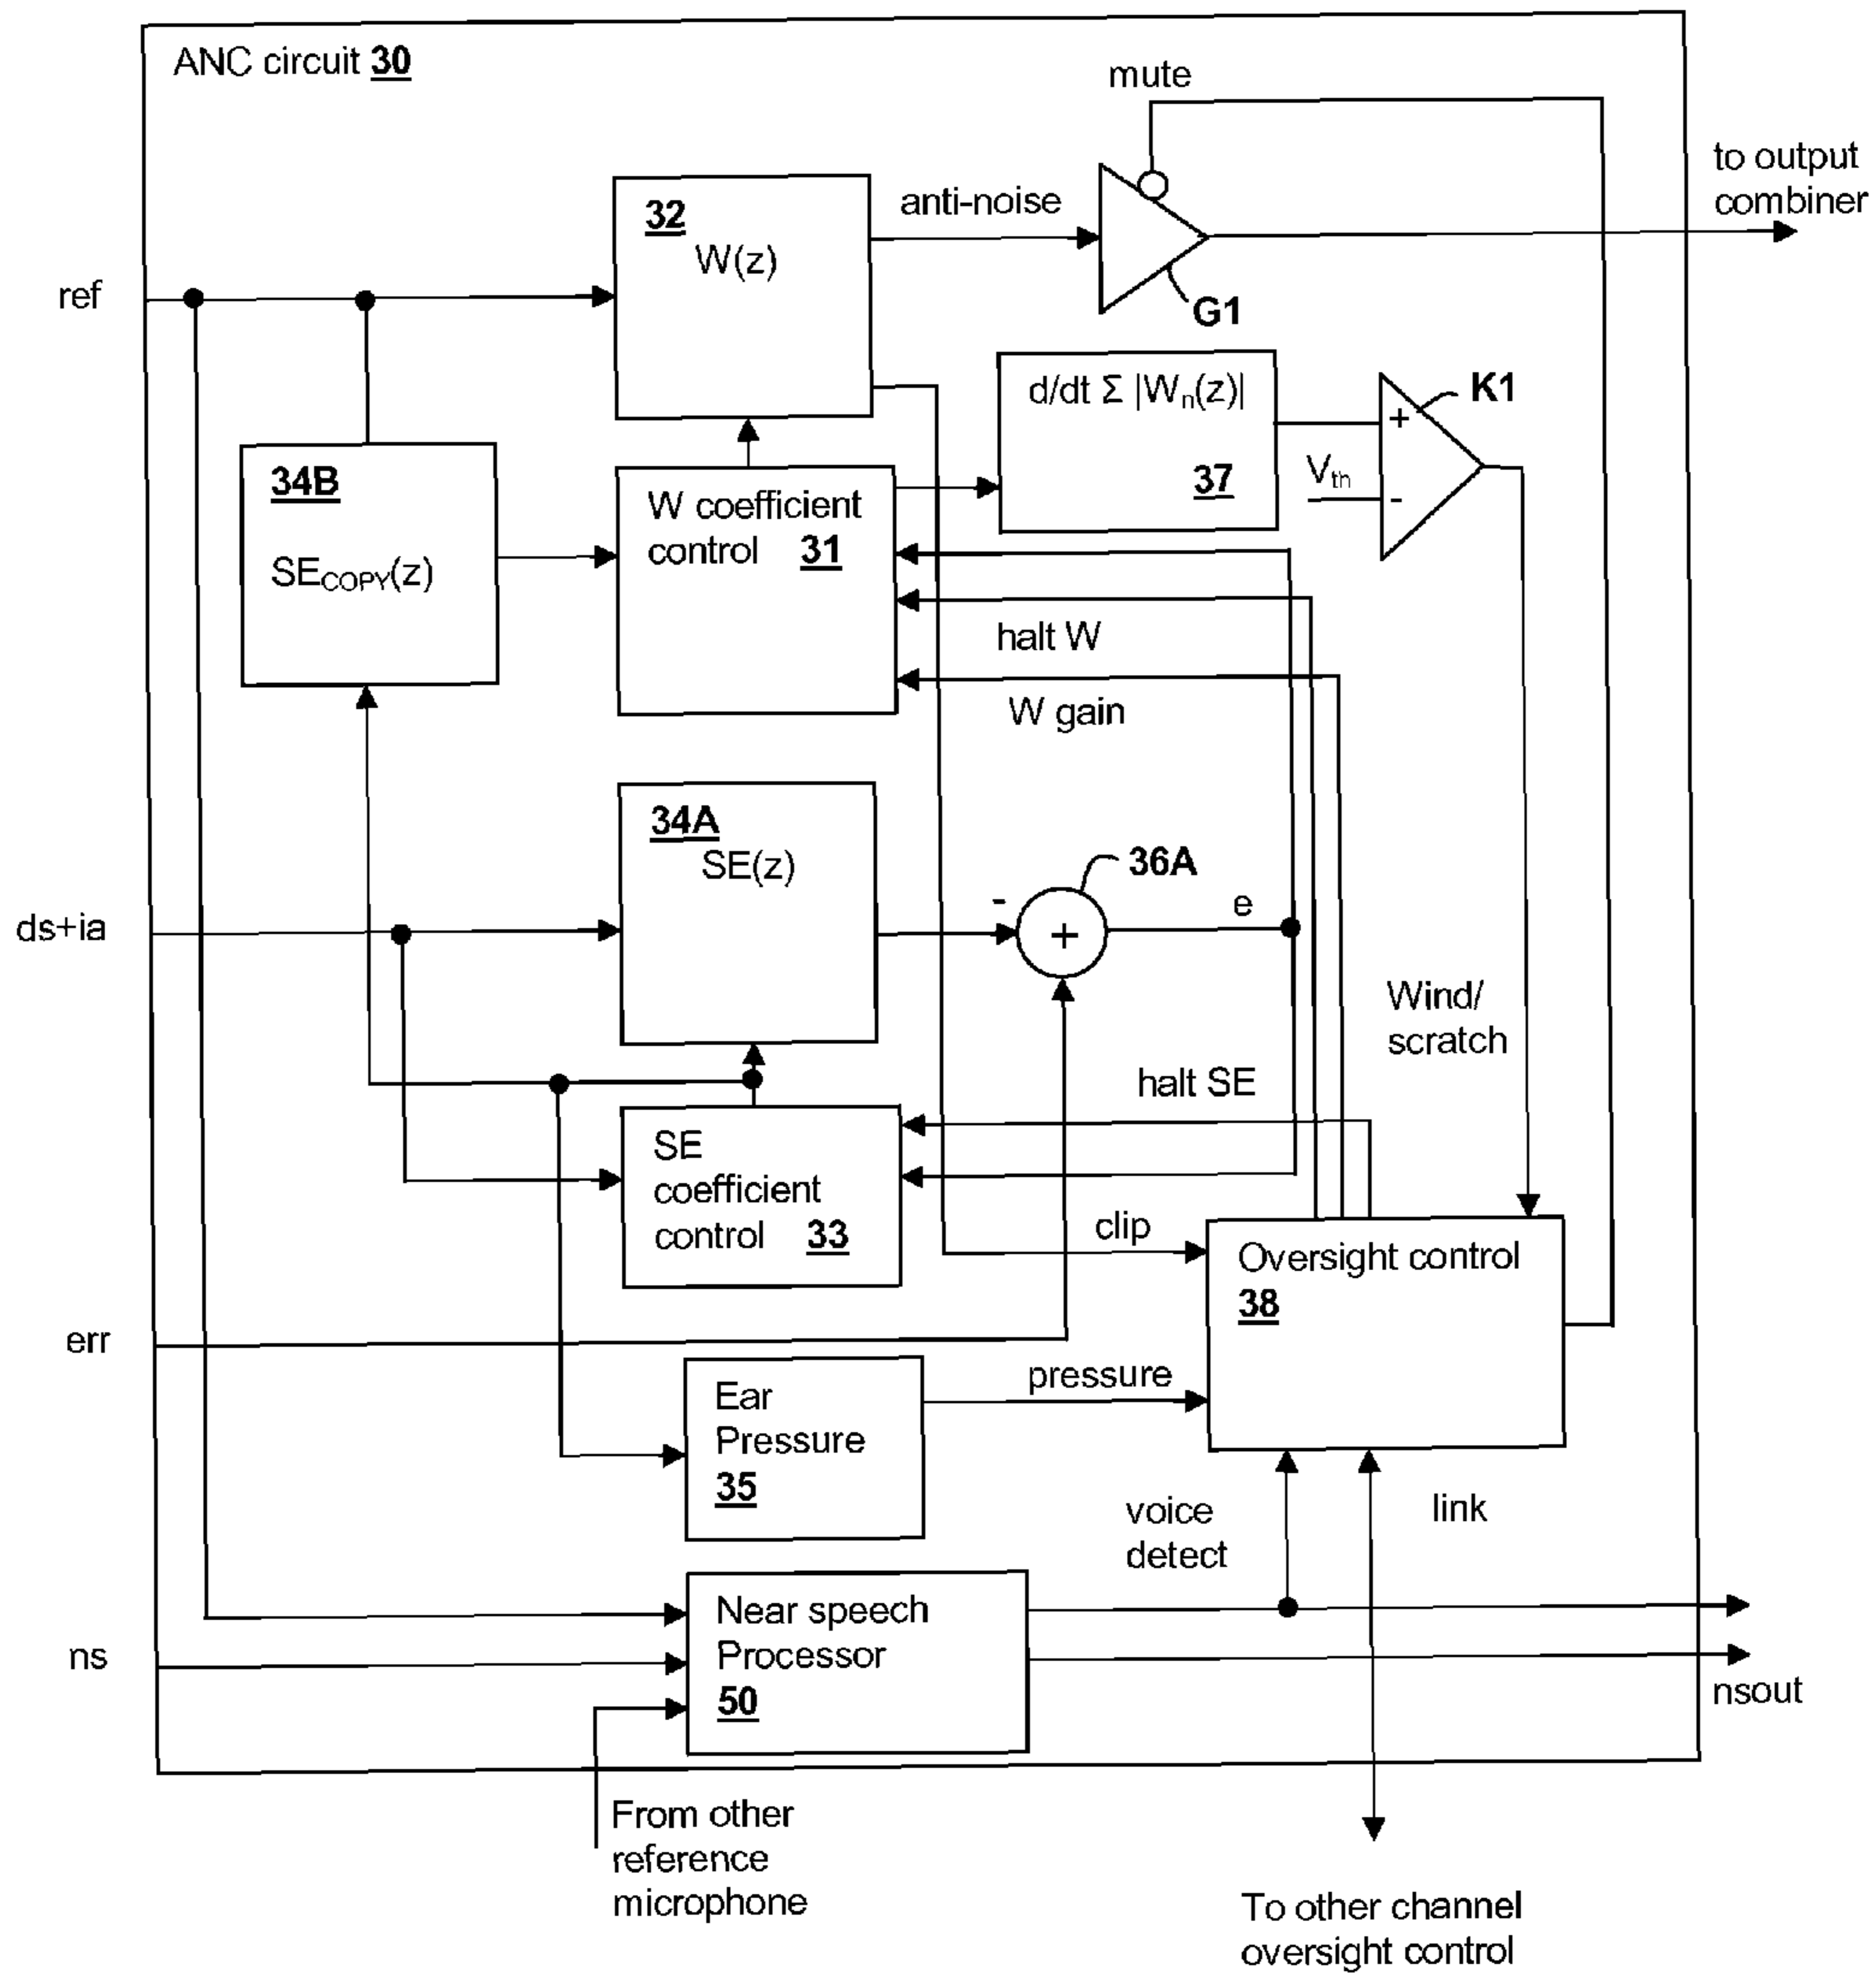 ANC circuit 30
mute
to output
combiner
32
W(z)
anti-noise
G1
ref
d/dt Σ |Wn(z)|
37
K1
+
Vth
-
34B
SECOPY(z)
W coefficient
control 31
halt W
W gain
34A
SE(z)
36A
-
+
e
ds+ia
Wind/
scratch
halt SE
SE
coefficient
control 33
clip
Oversight control
38
err
Ear
Pressure
35
pressure
voice
detect
link
Near speech
Processor
50
ns
nsout
From other
reference
microphone
To other channel
oversight control